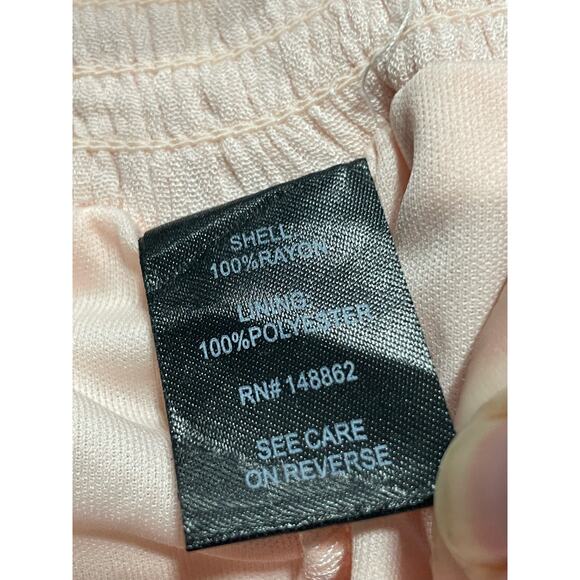 SHELL
100%RAYON
LINING:
100%POLYESTER
RN# 148862
SEE CARE
ON REVERSE